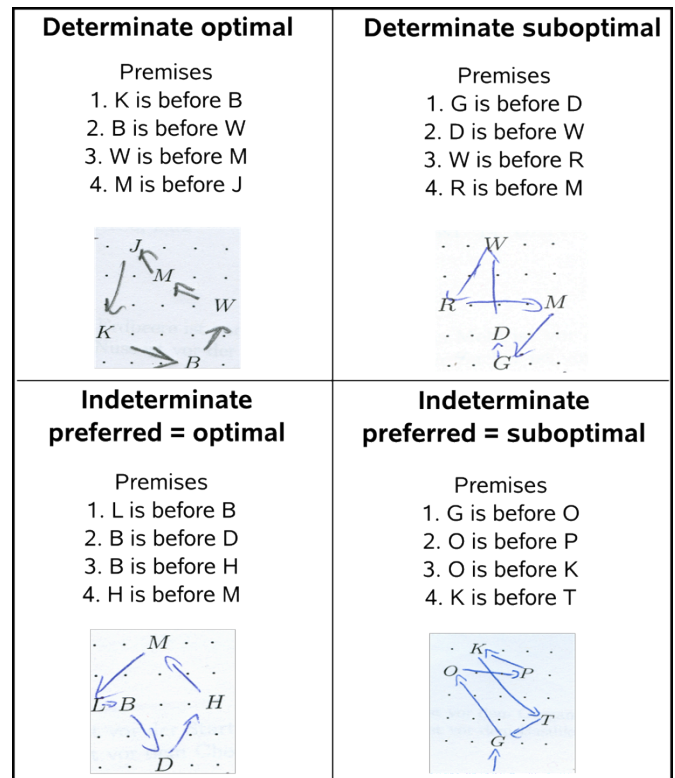 Determinate optimal
Premises
1. K is before B
2. B is before W
3. W is before M
4. M is before J
J
M
W
K
B
Determinate suboptimal
Premises
1. G is before D
2. D is before W
3. W is before R
4. R is before M
W
R
M
D
G
Indeterminate
preferred = optimal
Premises
1. L is before B
2. B is before D
3. B is before H
4. H is before M
M
L B H
D
Indeterminate
preferred = suboptimal
Premises
1. G is before O
2. O is before P
3. O is before K
4. K is before T
K
O P
T
G